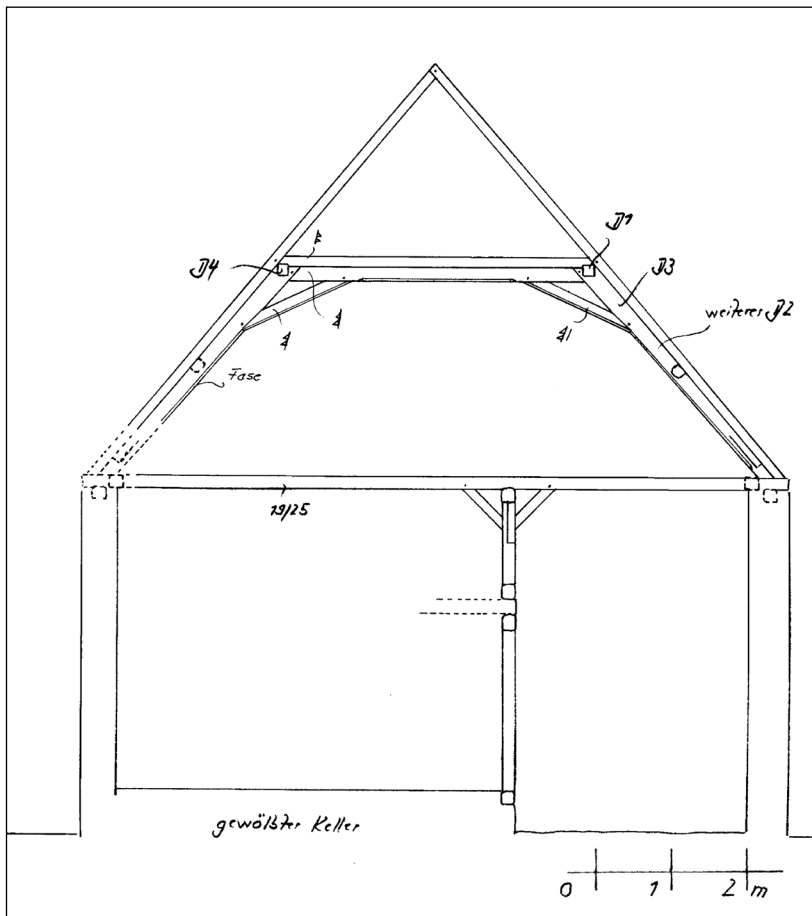 D4
D1
D3
weiteres D2
Fase
19/25
gewölbter Keller
0 1 2 m